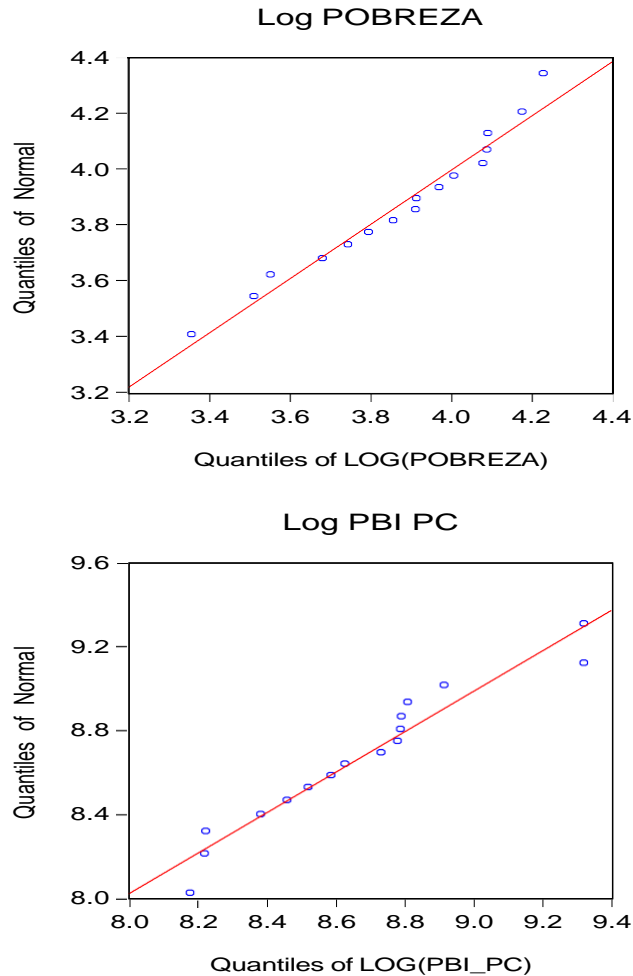 Log POBREZA
4.4
4.2
4.0
3.8
3.6
3.4
3.2
Quantiles of Normal
3.2 3.4 3.6 3.8 4.0 4.2 4.4
Quantiles of LOG(POBREZA)
Log PBI PC
9.6
9.2
8.8
8.4
8.0
Quantiles of Normal
8.0 8.2 8.4 8.6 8.8 9.0 9.2 9.4
Quantiles of LOG(PBI_PC)